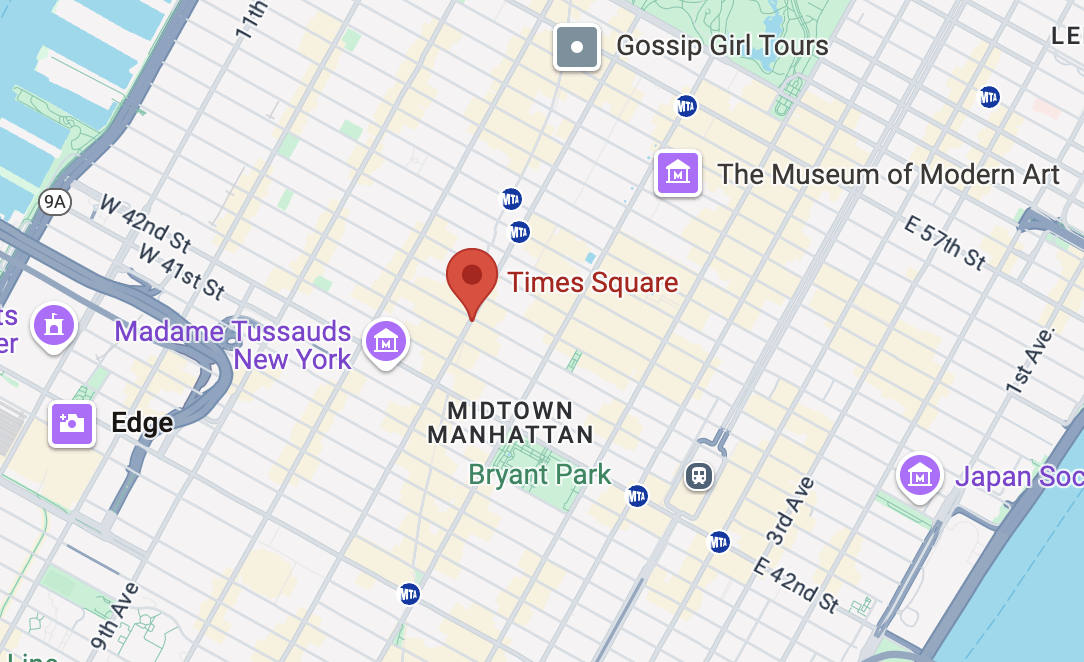 11th
Gossip Girl Tours
LE
MTA
MTA
The Museum of Modern Art
9A
W 42nd St
MTA
MTA
E 57th St
W 41st St
Times Square
ts
er
Madame Tussauds
New York
1st Ave.
Edge
MIDTOWN
MANHATTAN
Bryant Park
Japan Soc
MTA
3rd Ave
MTA
E 42nd St
MTA
9th Ave
Line